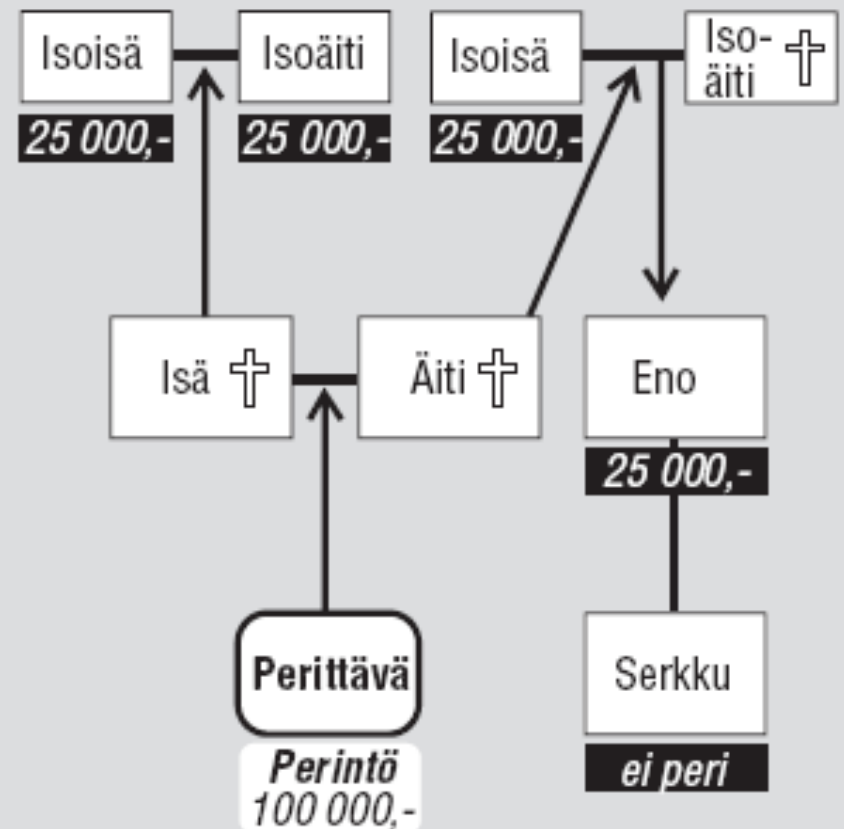 Isoisä
Isoäiti
Isoisä
Iso-
äiti
25 000,-
25 000,-
25 000,-
Isä
Äiti
Eno
25 000,-
Perittävä
Serkku
Perintö
100 000,-
ei peri